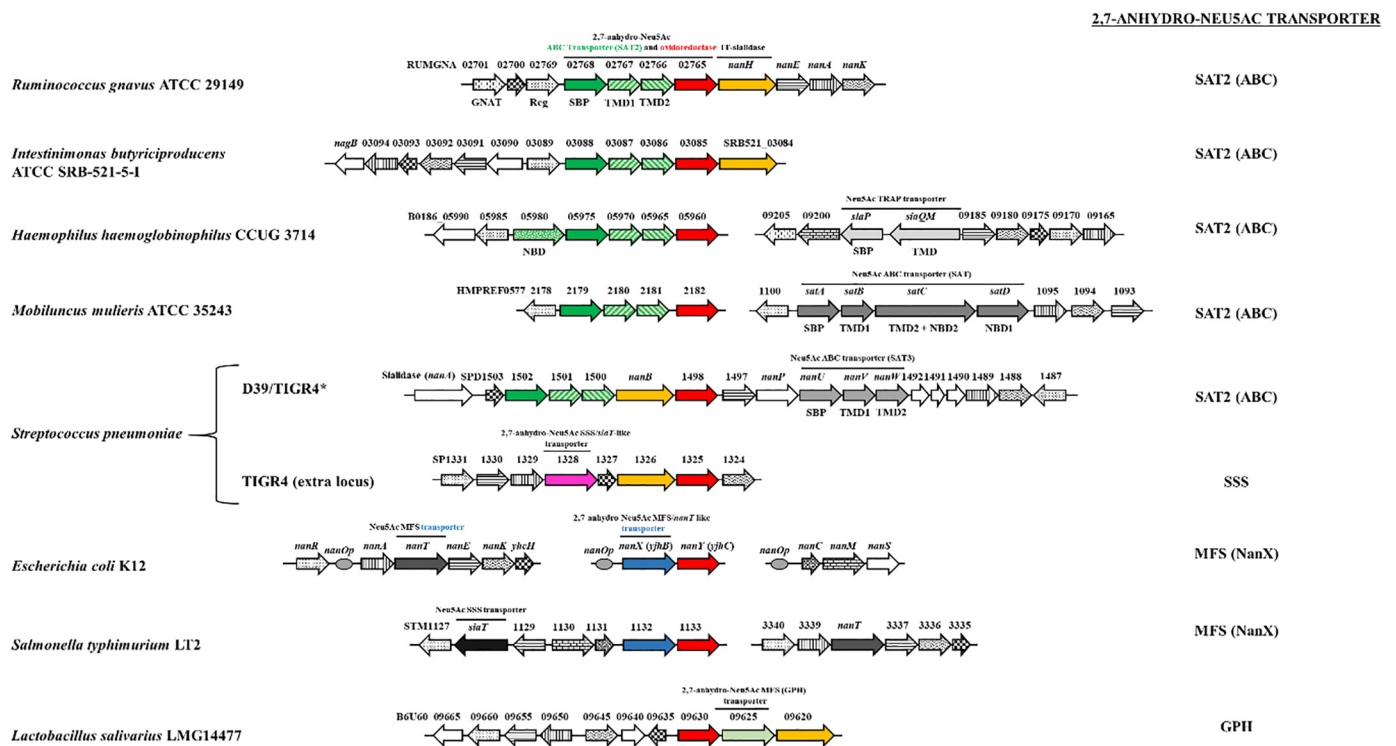 2,7-ANHYDRO-NEU5AC TRANSPORTER
2,7-anhydro-Neu5Ac
ABC Transporter (SAT2) and oxidoreductase IT-sialidase
RUMGNA 02701 02700 02769 02768 02767 02766 02765 nanH nanE nanA nanK
Ruminococcus gnavus ATCC 29149
SAT2 (ABC)
GNAT Reg SBP TMD1 TMD2
nagB 03094 03093 03092 03091 03090 03089 03088 03087 03086 03085 SRB521_03084
Intestinimonas butyriciproducens
ATCC SRB-521-5-I
SAT2 (ABC)
Neu5Ac TRAP transporter
B0186_05990 05985 05980 05975 05970 05965 05960 09205 09200 siaP siaQM 09185 09180 09175 09170 09165
Haemophilus haemoglobinophilus CCUG 3714
SAT2 (ABC)
NBD SBP TMD
Neu5Ac ABC transporter (SAT)
HMPREF0577 2178 2179 2180 2181 2182 1100 satA satB satC satD 1095 1094 1093
Mobiluncus mulieris ATCC 35243
SAT2 (ABC)
SBP TMD1 TMD2 + NBD2 NBD1
Neu5Ac ABC transporter (SAT3)
Sialidase (nanA) SPD1503 1502 1501 1500 nanB 1498 1497 nanP nanU nanV nanW 1492 1491 1490 1489 1488 1487
D39/TIGR4*
SAT2 (ABC)
SBP TMD1 TMD2
Streptococcus pneumoniae
2,7-anhydro-Neu5Ac SSS/siaT-like
transporter
SP1331 1330 1329 1328 1327 1326 1325 1324
TIGR4 (extra locus)
SSS
Neu5Ac MFS transporter
2,7 anhydro Neu5Ac MFS/nanT like
transporter
nanR nanOp nanA nanT nanE nanK yhcH nanOp nanX (yjhB) nanY (yjhC) nanOp nanC nanM nanS
Escherichia coli K12
MFS (NanX)
Neu5Ac SSS transporter
STM1127 siaT 1129 1130 1131 1132 1133 3340 3339 nanT 3337 3336 3335
Salmonella typhimurium LT2
MFS (NanX)
2,7-anhydro-Neu5Ac MFS (GPH)
transporter
B6U60 09665 09660 09655 09650 09645 09640 09635 09630 09625 09620
Lactobacillus salivarius LMG14477
GPH